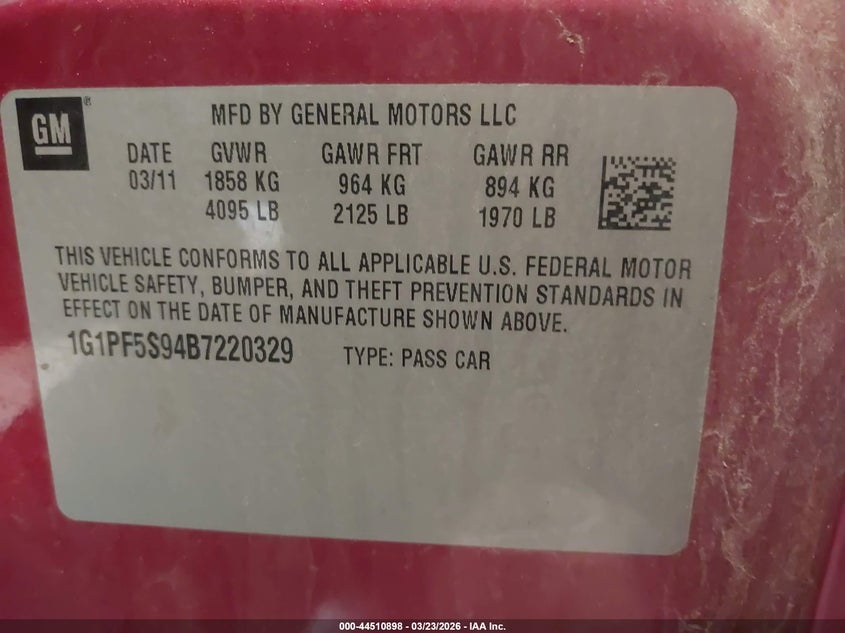 GM®
MFD BY GENERAL MOTORS LLC
DATE GVWR GAWR FRT GAWR RR
03/11 1858 KG 964 KG 894 KG
4095 LB 2125 LB 1970 LB
THIS VEHICLE CONFORMS TO ALL APPLICABLE U.S. FEDERAL MOTOR
VEHICLE SAFETY, BUMPER, AND THEFT PREVENTION STANDARDS IN
EFFECT ON THE DATE OF MANUFACTURE SHOWN ABOVE.
1G1PF5S94B7220329 TYPE: PASS CAR
000-44510898 - 03/23/2026 - IAA Inc.